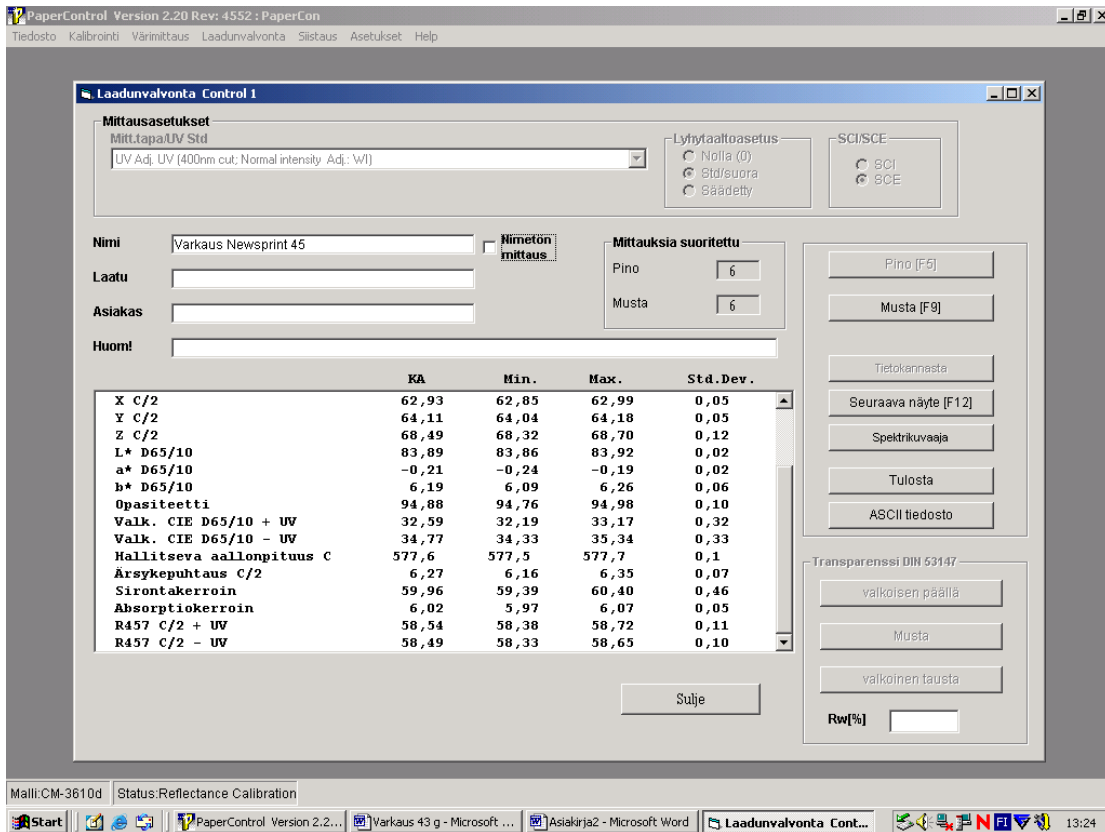 PaperControl Version 2.20 Rev: 4552 : PaperCon
Tiedosto Kalibrointi Värimittaus Laadunvalvonta Siistaus Asetukset Help
Laadunvalvonta Control 1
Mittausasetukset
Mitt.tapa/UV Std
UV Adj. UV (400nm cut; Normal intensity Adj.: WI)
Lyhytaaltoasetus
Nolla (0)
Std/suora
Säädetty
SCI/SCE
SCI
SCE
Nimi Varkaus Newsprint 45
Nimetön
mittaus
Laatu
Asiakas
Huom!
Mittauksia suoritettu
Pino 6
Musta 6
Pino [F5]
Musta [F9]
Tietokannasta
Seuraava näyte [F12]
Spektrikuvaaja
Tulosta
ASCII tiedosto
KA Min. Max. Std.Dev.
X C/2 62,93 62,85 62,99 0,05
Y C/2 64,11 64,04 64,18 0,05
Z C/2 68,49 68,32 68,70 0,12
L* D65/10 83,89 83,86 83,92 0,02
a* D65/10 -0,21 -0,24 -0,19 0,02
b* D65/10 6,19 6,09 6,26 0,06
Opasiteetti 94,88 94,76 94,98 0,10
Valk. CIE D65/10 + UV 32,59 32,19 33,17 0,32
Valk. CIE D65/10 - UV 34,77 34,33 35,34 0,33
Hallitseva aallonpituus C 577,6 577,5 577,7 0,1
Ärsykepuhtaus C/2 6,27 6,16 6,35 0,07
Sirontakerroin 59,96 59,39 60,40 0,46
Absorptiokerroin 6,02 5,97 6,07 0,05
R457 C/2 + UV 58,54 58,38 58,72 0,11
R457 C/2 - UV 58,49 58,33 58,65 0,10
Transparenssi DIN 53147
valkoisen päällä
Musta
valkoinen tausta
Rw[%]
Sulje
Malli:CM-3610d Status:Reflectance Calibration
Start PaperControl Version 2.2... Varkaus 43 g - Microsoft ... Asiakirja2 - Microsoft Word Laadunvalvonta Cont... N FI 13:24